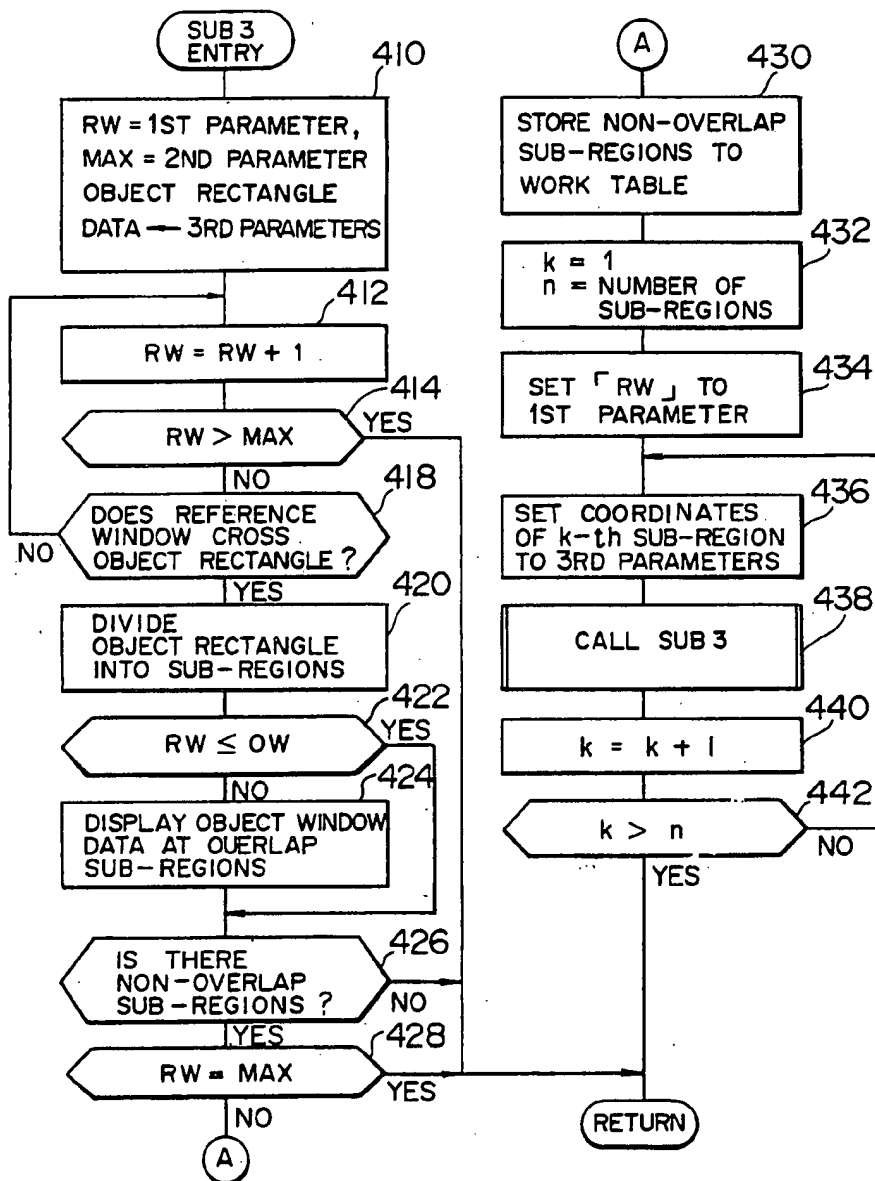 SUB 3
ENTRY
410
RW = 1ST PARAMETER,
MAX = 2ND PARAMETER
OBJECT RECTANGLE
DATA ← 3RD PARAMETERS
412
RW = RW + 1
414
RW > MAX
YES
NO
418
DOES REFERENCE
WINDOW CROSS
OBJECT RECTANGLE ?
NO
YES
420
DIVIDE
OBJECT RECTANGLE
INTO SUB-REGIONS
422
RW ≤ OW
YES
NO
424
DISPLAY OBJECT WINDOW
DATA AT OUERLAP
SUB-REGIONS
426
IS THERE
NON-OVERLAP
SUB-REGIONS ?
NO
YES
428
RW = MAX
YES
NO
A
A
430
STORE NON-OVERLAP
SUB-REGIONS TO
WORK TABLE
432
k = 1
n = NUMBER OF
SUB-REGIONS
434
SET 「RW」 TO
1ST PARAMETER
436
SET COORDINATES
OF k-th SUB-REGION
TO 3RD PARAMETERS
438
CALL SUB 3
440
k = k + 1
442
k > n
NO
YES
RETURN